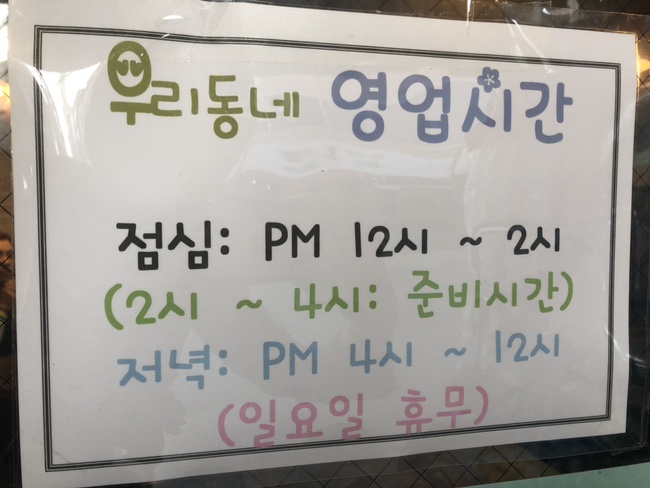 우리동네 영업시간
점심: PM 12시 ~ 2시
(2시 ~ 4시: 준비시간)
저녁: PM 4시 ~ 12시
(일요일 휴무)